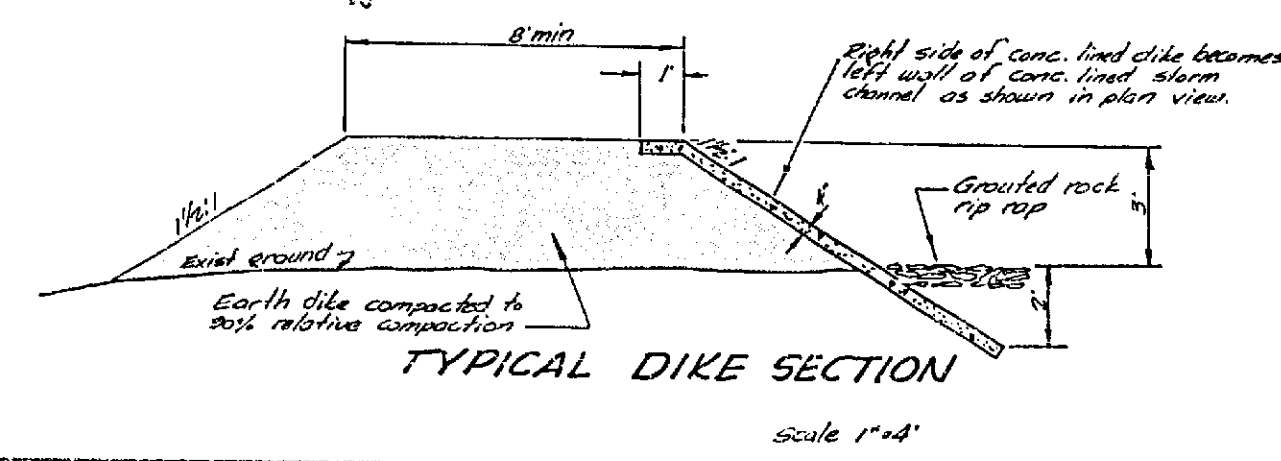 8' min
1'
Right side of conc. lined dike becomes
left wall of conc. lined storm
channel as shown in plan view.
1½:1
1½:1
Grouted rock
rip rap
3'
Exist ground
2'
Earth dike compacted to
90% relative compaction
TYPICAL DIKE SECTION
Scale 1"=4'